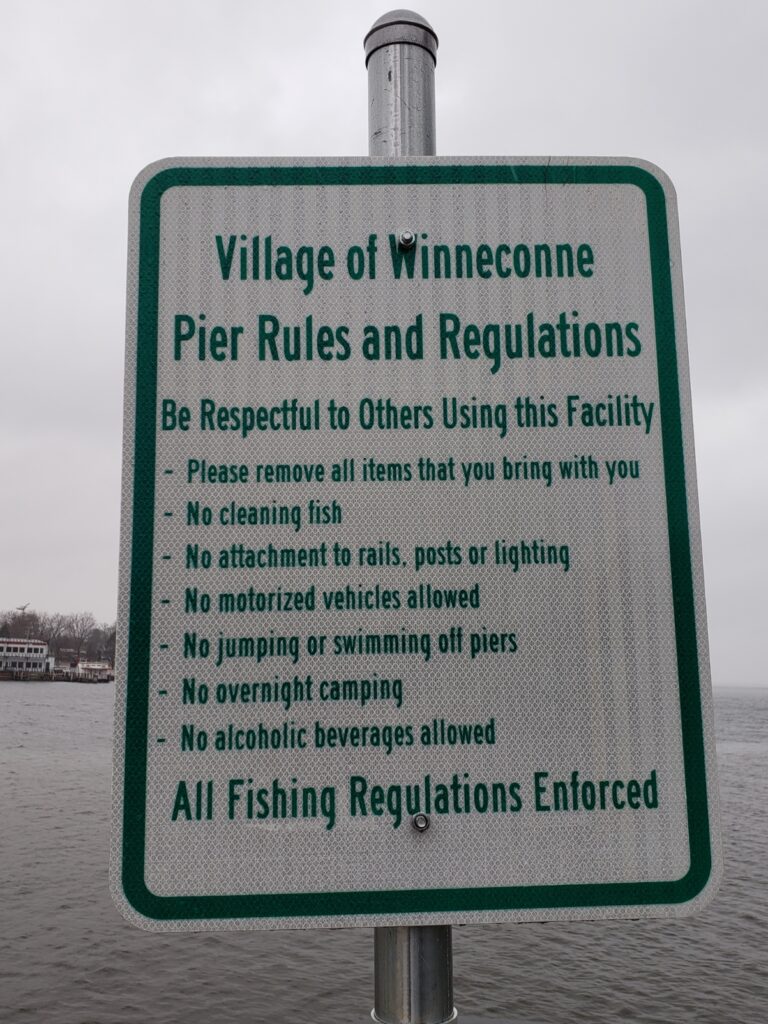 Village of Winneconne
Pier Rules and Regulations
Be Respectful to Others Using this Facility
- Please remove all items that you bring with you
- No cleaning fish
- No attachment to rails, posts or lighting
- No motorized vehicles allowed
- No jumping or swimming off piers
- No overnight camping
- No alcoholic beverages allowed
All Fishing Regulations Enforced